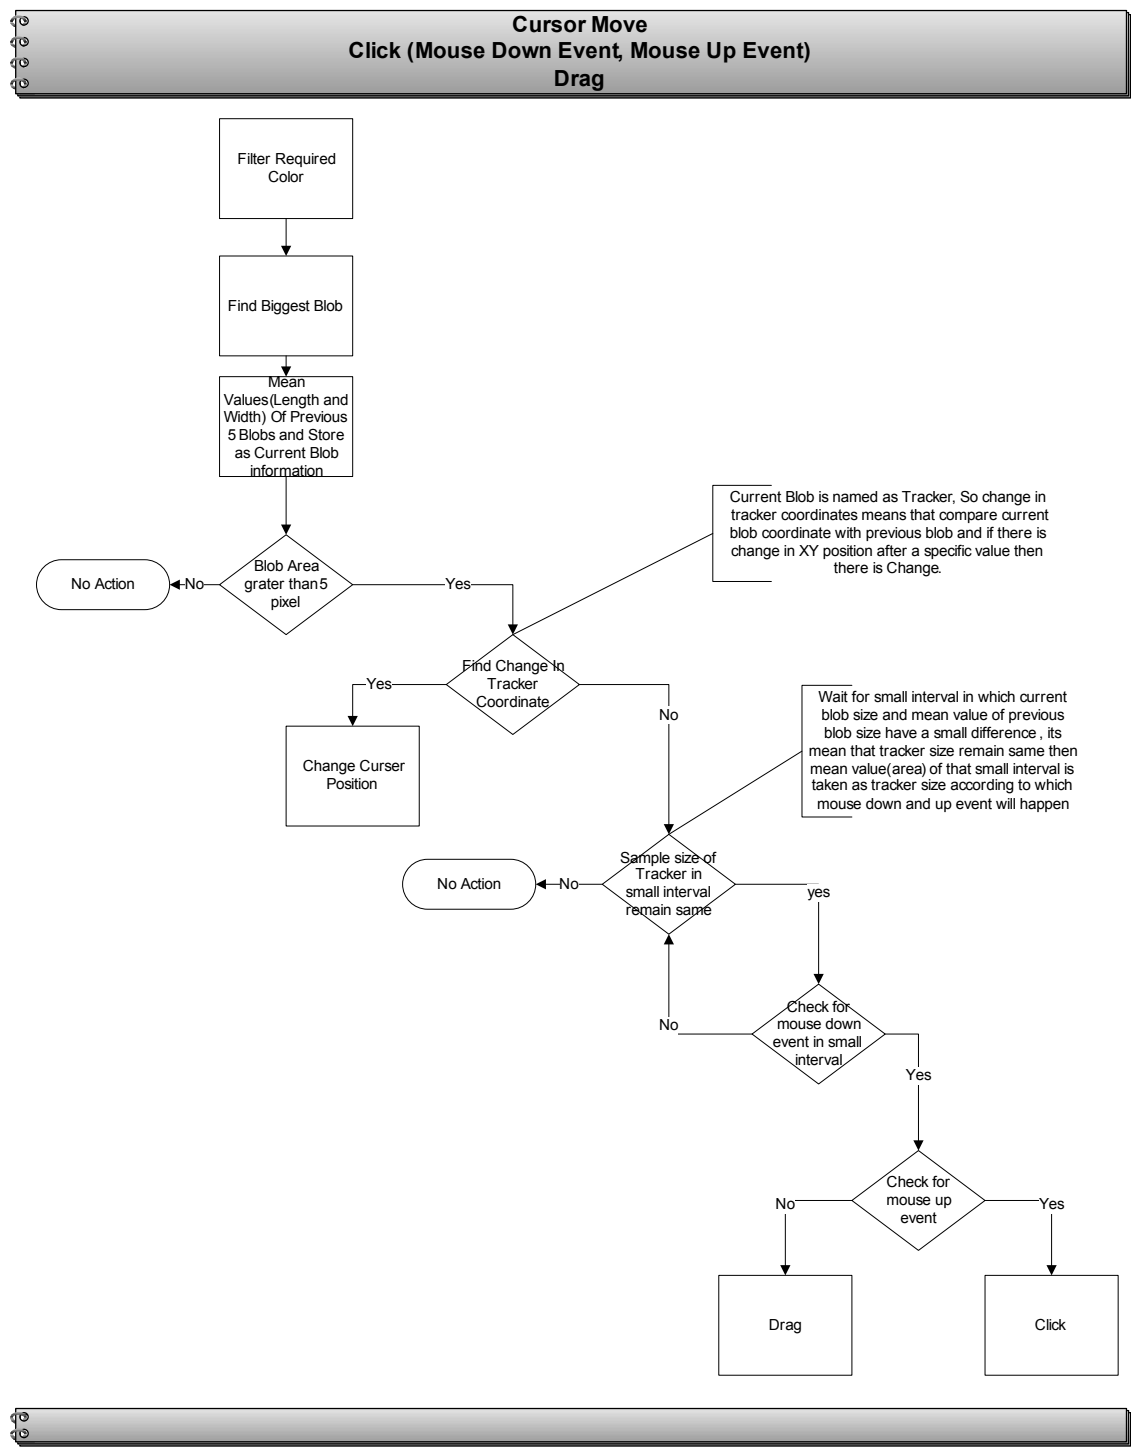 Cursor Move
Click (Mouse Down Event, Mouse Up Event)
Drag
Filter Required
Color
Find Biggest Blob
Mean
Values(Length and
Width) Of Previous
5 Blobs and Store
as Current Blob
information
Current Blob is named as Tracker, So change in
tracker coordinates means that compare current
blob coordinate with previous blob and if there is
change in XY position after a specific value then
there is Change.
Blob Area
grater than 5
pixel
No
No Action
Yes
Find Change In
Tracker
Coordinate
Yes
Change Curser
Position
No
Wait for small interval in which current
blob size and mean value of previous
blob size have a small difference , its
mean that tracker size remain same then
mean value(area) of that small interval is
taken as tracker size according to which
mouse down and up event will happen
Sample size of
Tracker in
small interval
remain same
No
No Action
yes
Check for
mouse down
event in small
interval
No
Yes
Check for
mouse up
event
No
Yes
Drag
Click